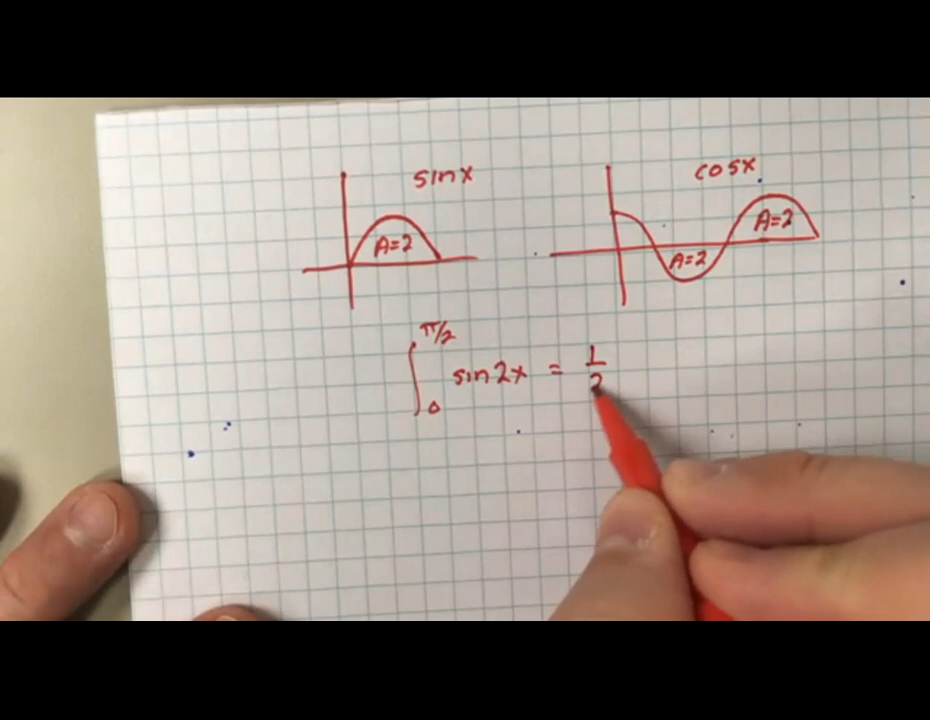 sinx
cosx
A=2
A=2
A=2
π/2
∫ sin2x = 1/2
0